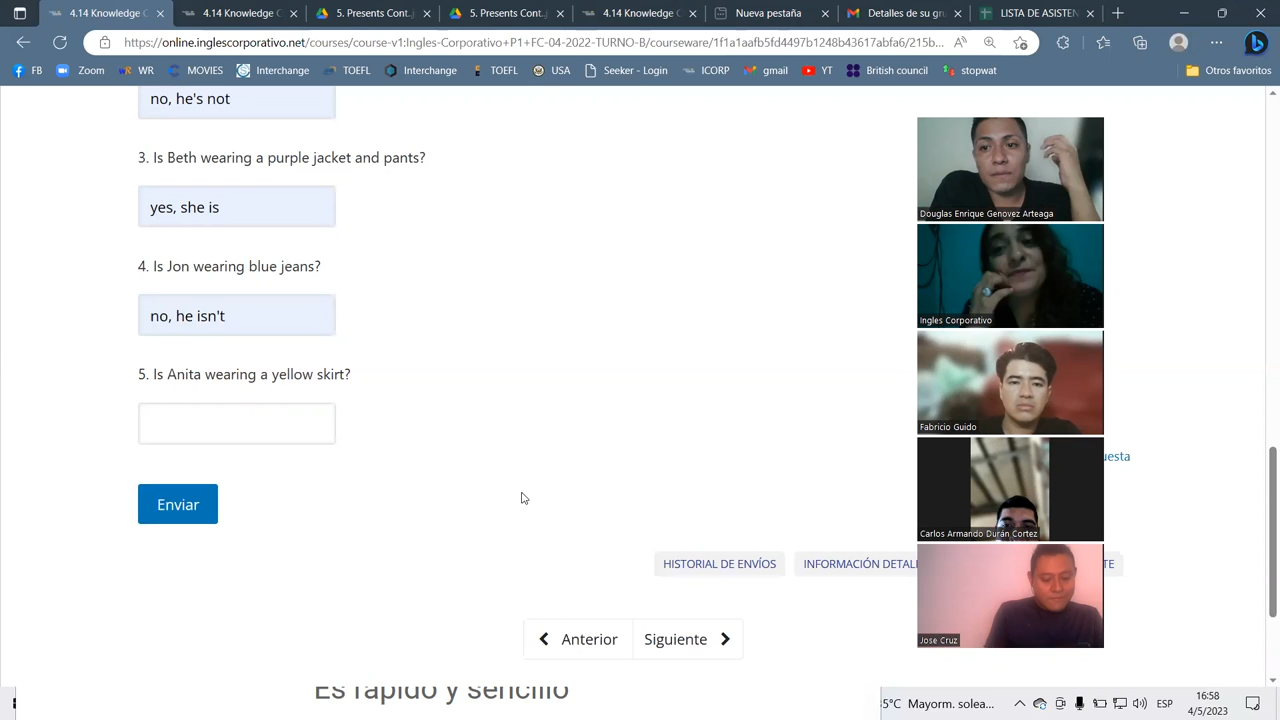 4.14 Knowledge C
4.14 Knowledge C
5. Presents Cont.
5. Presents Cont.
4.14 Knowledge C
Nueva pestaña
Detalles de su gru
LISTA DE ASISTEN
https://online.inglescorporativo.net/courses/course-v1:Ingles-Corporativo+P1+FC-04-2022-TURNO-B/courseware/1f1a1aafb5fd4497b1248b43617abfa6/215b...
FB Zoom WR MOVIES Interchange TOEFL Interchange TOEFL USA Seeker - Login ICORP gmail YT British council stopwat Otros favoritos
no, he's not
3. Is Beth wearing a purple jacket and pants?
yes, she is
4. Is Jon wearing blue jeans?
no, he isn't
5. Is Anita wearing a yellow skirt?
Enviar
uesta
HISTORIAL DE ENVÍOS
INFORMACIÓN DETAL
TE
Anterior
Siguiente
Es rápido y sencillo
Douglas Enrique Genovez Arteaga
Ingles Corporativo
Fabricio Guido
Carlos Armando Durán Cortez
Jose Cruz
5°C Mayorm. solea... ESP 16:58
4/5/2023